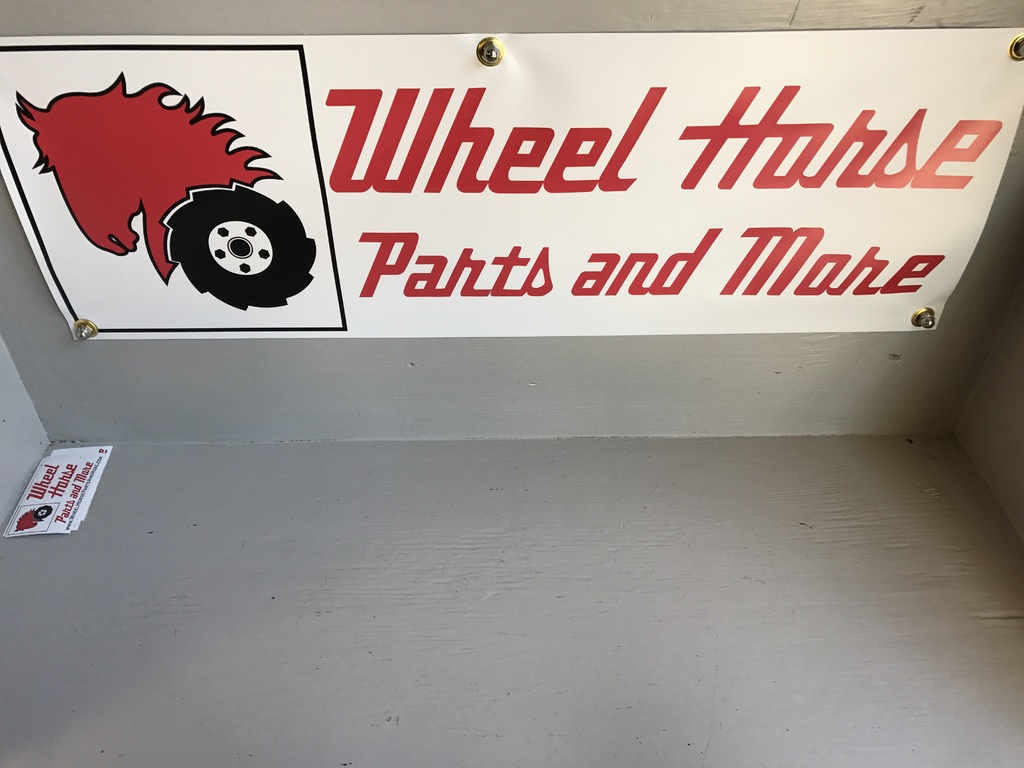 Wheel Horse
Parts and More
Wheel
Horse
Parts and More